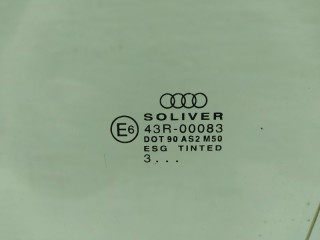 SOLIVER
E6 43R-00083
DOT 90 AS2 M50
ESG TINTED
3...